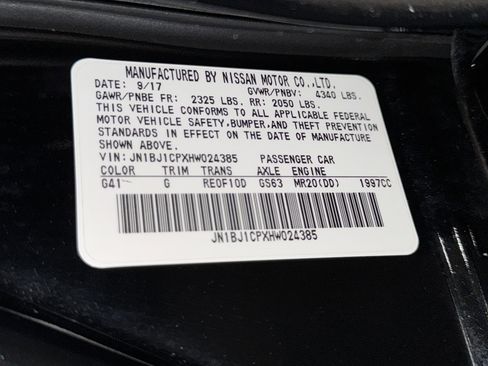 MANUFACTURED BY NISSAN MOTOR CO.,LTD.
DATE: 9/17 GVWR/PNBV: 4340 LBS.
GAWR/PNBE FR: 2325 LBS. RR: 2050 LBS.
THIS VEHICLE CONFORMS TO ALL APPLICABLE FEDERAL
MOTOR VEHICLE SAFETY,BUMPER,AND THEFT PREVENTION
STANDARDS IN EFFECT ON THE DATE OF MANUFACTURE
SHOWN ABOVE.
VIN: JN1BJ1CPXHW024385 PASSENGER CAR
COLOR TRIM TRANS AXLE ENGINE
G41 G RE0F10D GS63 MR20(DD) 1997CC
JN1BJ1CPXHW024385